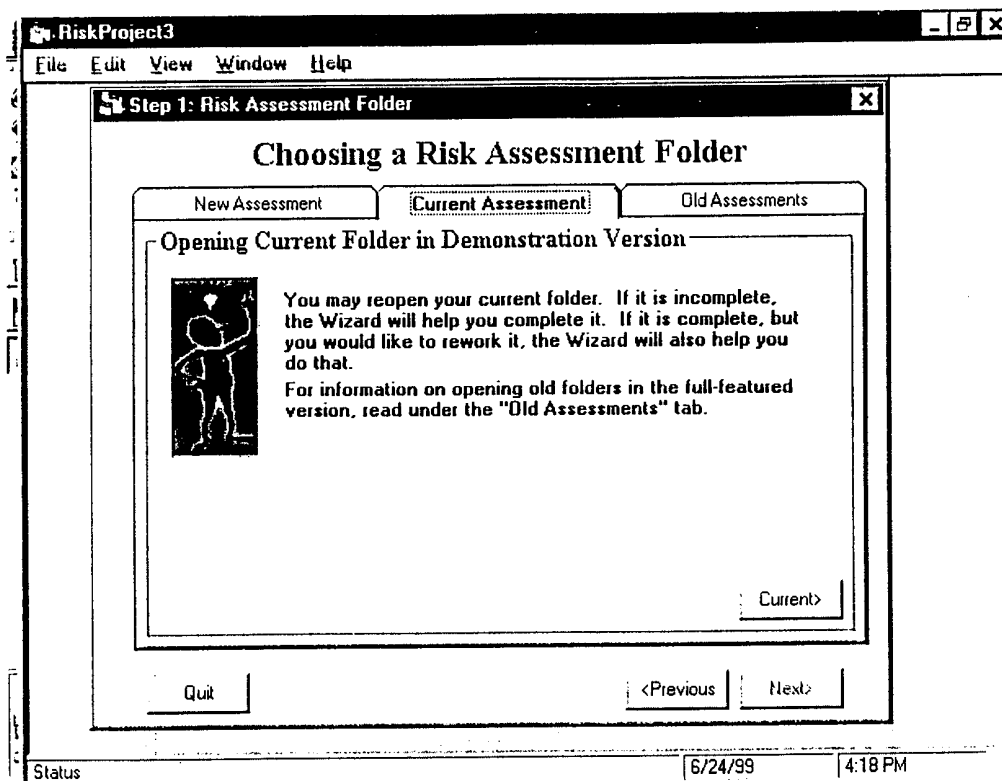 RiskProject3
File Edit View Window Help
Step 1: Risk Assessment Folder
Choosing a Risk Assessment Folder
New Assessment Current Assessment Old Assessments
Opening Current Folder in Demonstration Version
You may reopen your current folder. If it is incomplete,
the Wizard will help you complete it. If it is complete, but
you would like to rework it, the Wizard will also help you
do that.
For information on opening old folders in the full-featured
version, read under the "Old Assessments" tab.
Current>
Quit <Previous Next>
Status 6/24/99 4:18 PM